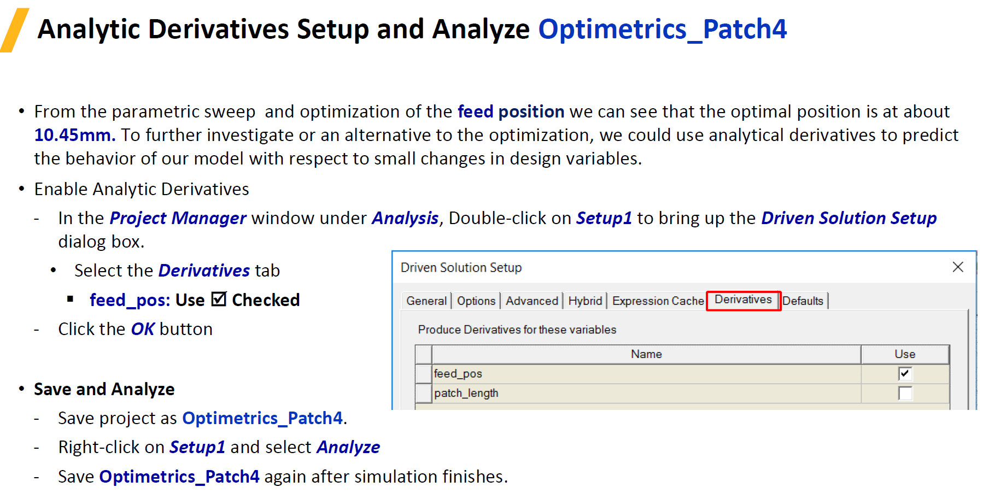 Analytic Derivatives Setup and Analyze Optimetrics_Patch4
• From the parametric sweep  and optimization of the feed position we can see that the optimal position is at about
10.45mm. To further investigate or an alternative to the optimization, we could use analytical derivatives to predict
the behavior of our model with respect to small changes in design variables.
• Enable Analytic Derivatives
- In the Project Manager window under Analysis, Double-click on Setup1 to bring up the Driven Solution Setup
dialog box.
• Select the Derivatives tab
▪ feed_pos: Use ☑ Checked
- Click the OK button
Driven Solution Setup
General Options Advanced Hybrid Expression Cache Derivatives Defaults
Produce Derivatives for these variables
Name Use
feed_pos
patch_length
• Save and Analyze
- Save project as Optimetrics_Patch4.
- Right-click on Setup1 and select Analyze
- Save Optimetrics_Patch4 again after simulation finishes.